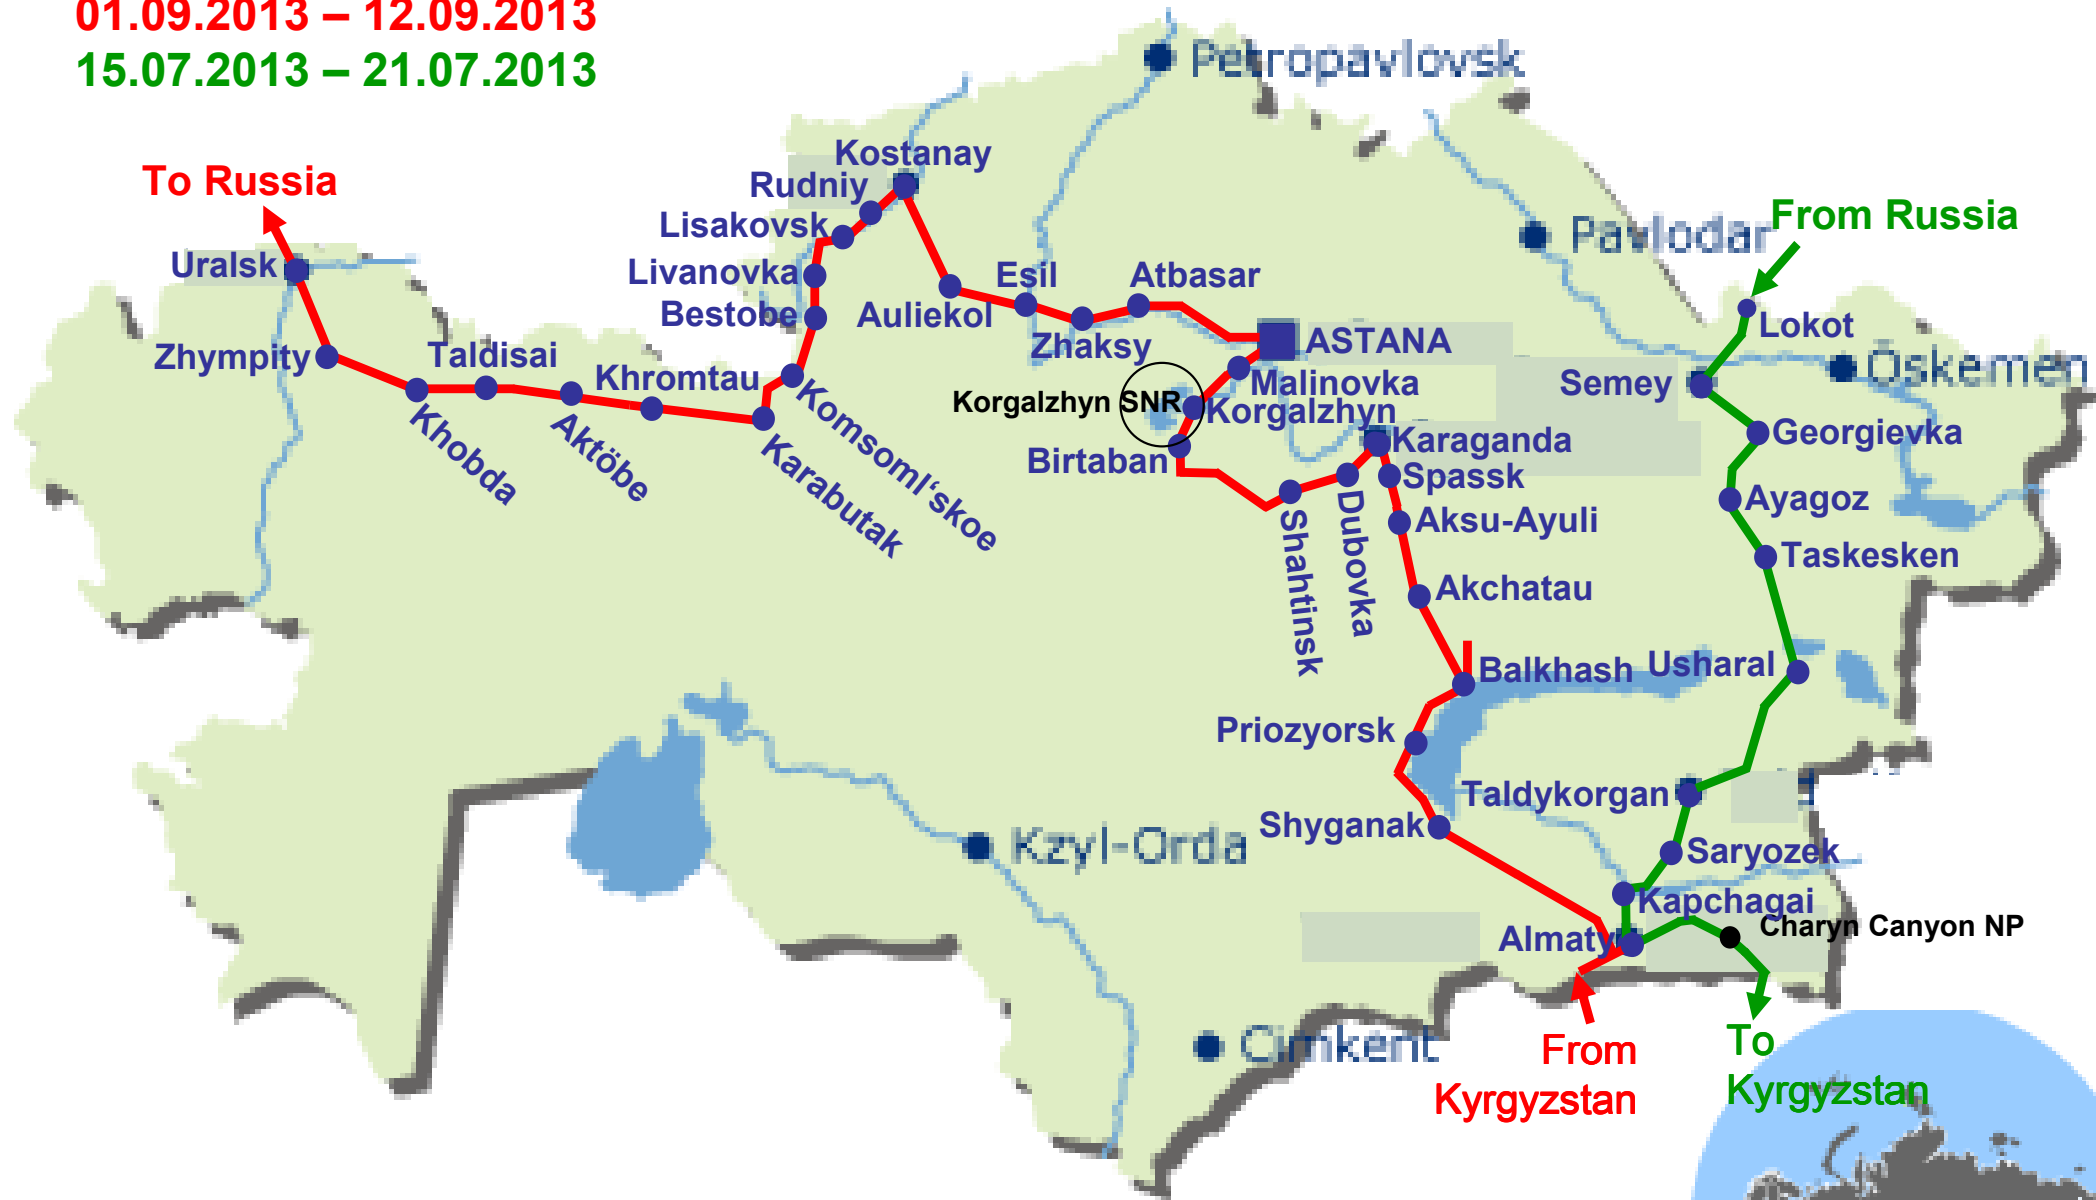 01.09.2013 – 12.09.2013
15.07.2013 – 21.07.2013
Petropavlovsk
Kostanay
To Russia
Rudniy
From Russia
Lisakovsk
Pavlodar
Uralsk
Livanovka
Esil
Atbasar
Bestobe
Auliekol
Lokot
Zhympity
Taldisai
Zhaksy
ASTANA
Khromtau
Malinovka
Semey
Öskemen
Korgalzhyn SNR
Korgalzhyn
Khobda
Aktöbe
Karabutak
Komsoml‘skoe
Birtaban
Karaganda
Georgievka
Spassk
Ayagoz
Shahtinsk
Dubovka
Aksu-Ayuli
Taskesken
Akchatau
Balkhash
Usharal
Priozyorsk
Taldykorgan
Shyganak
Kzyl-Orda
Saryozek
Kapchagai
Charyn Canyon NP
Almaty
Cimkent
From
Kyrgyzstan
To
Kyrgyzstan